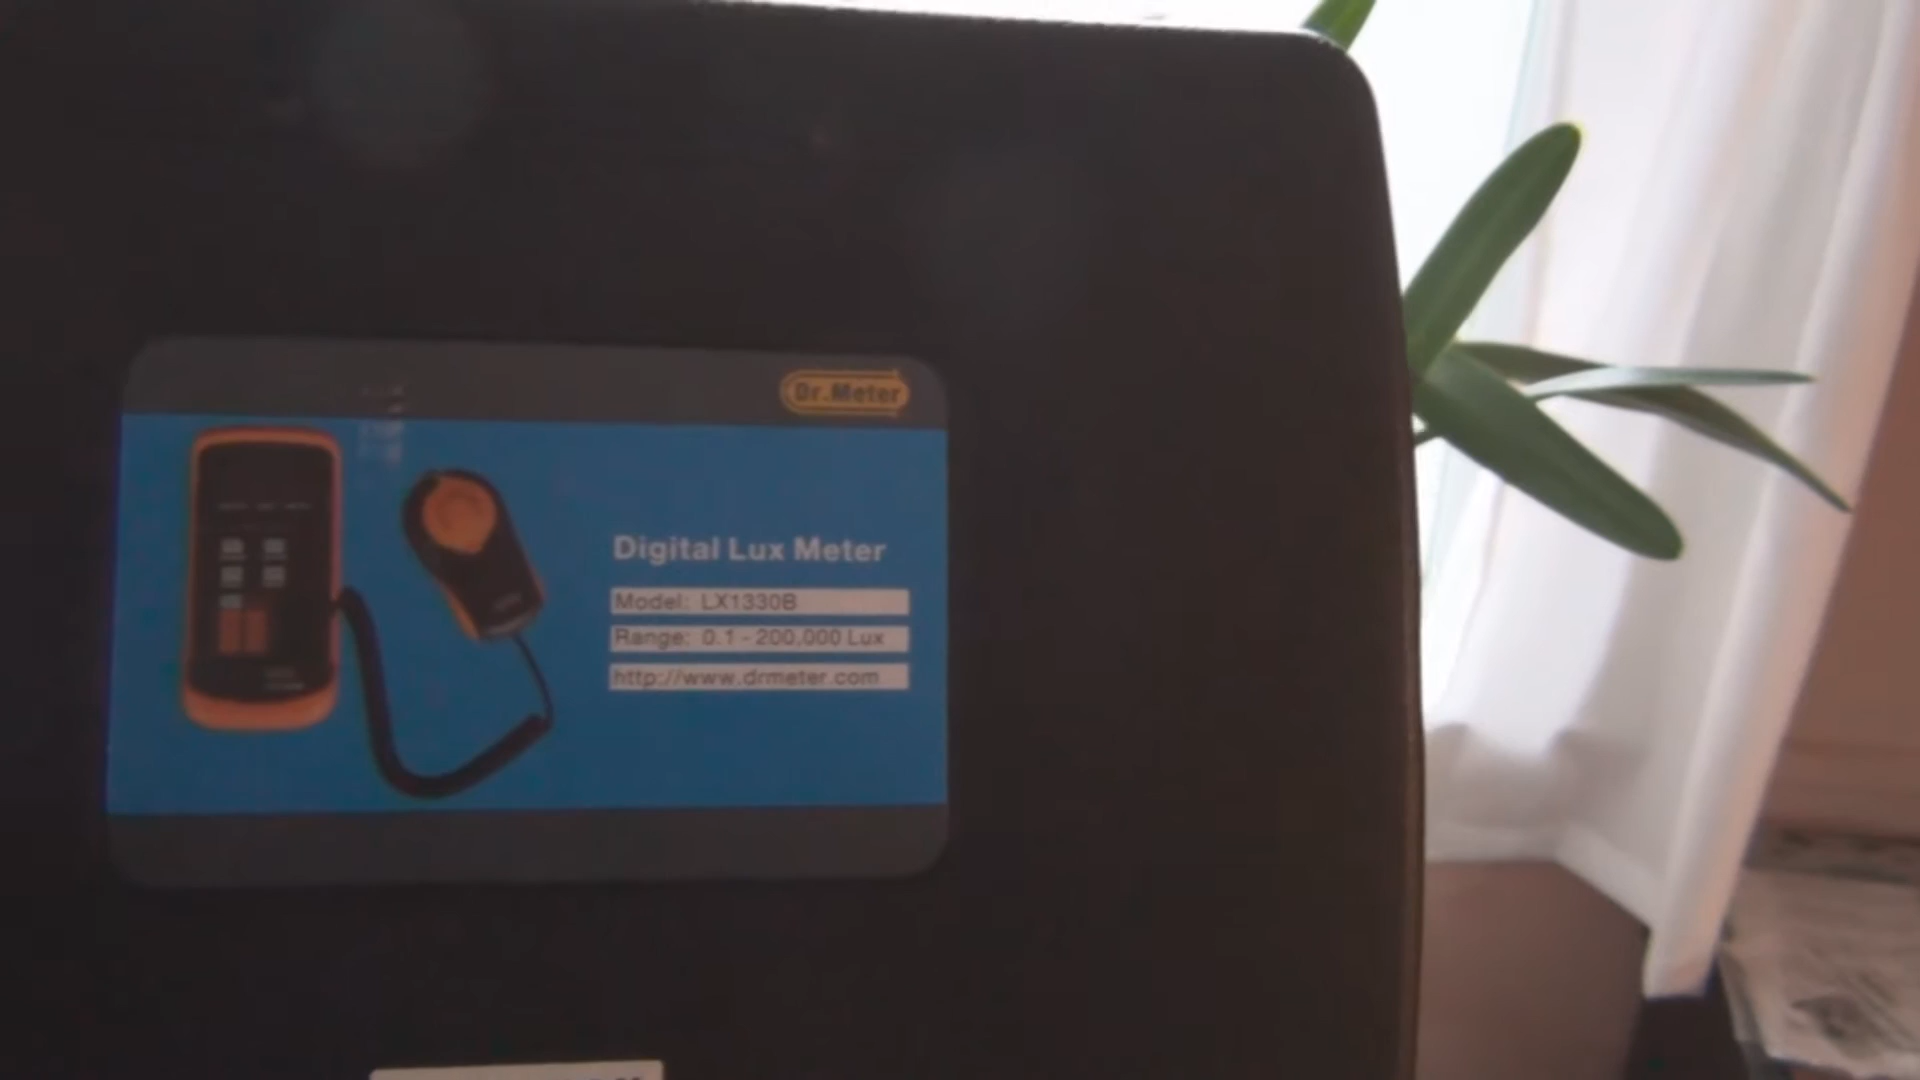 Dr.Meter
Digital Lux Meter
Model: LX1330B
Range: 0.1 - 200,000 Lux
http://www.drmeter.com